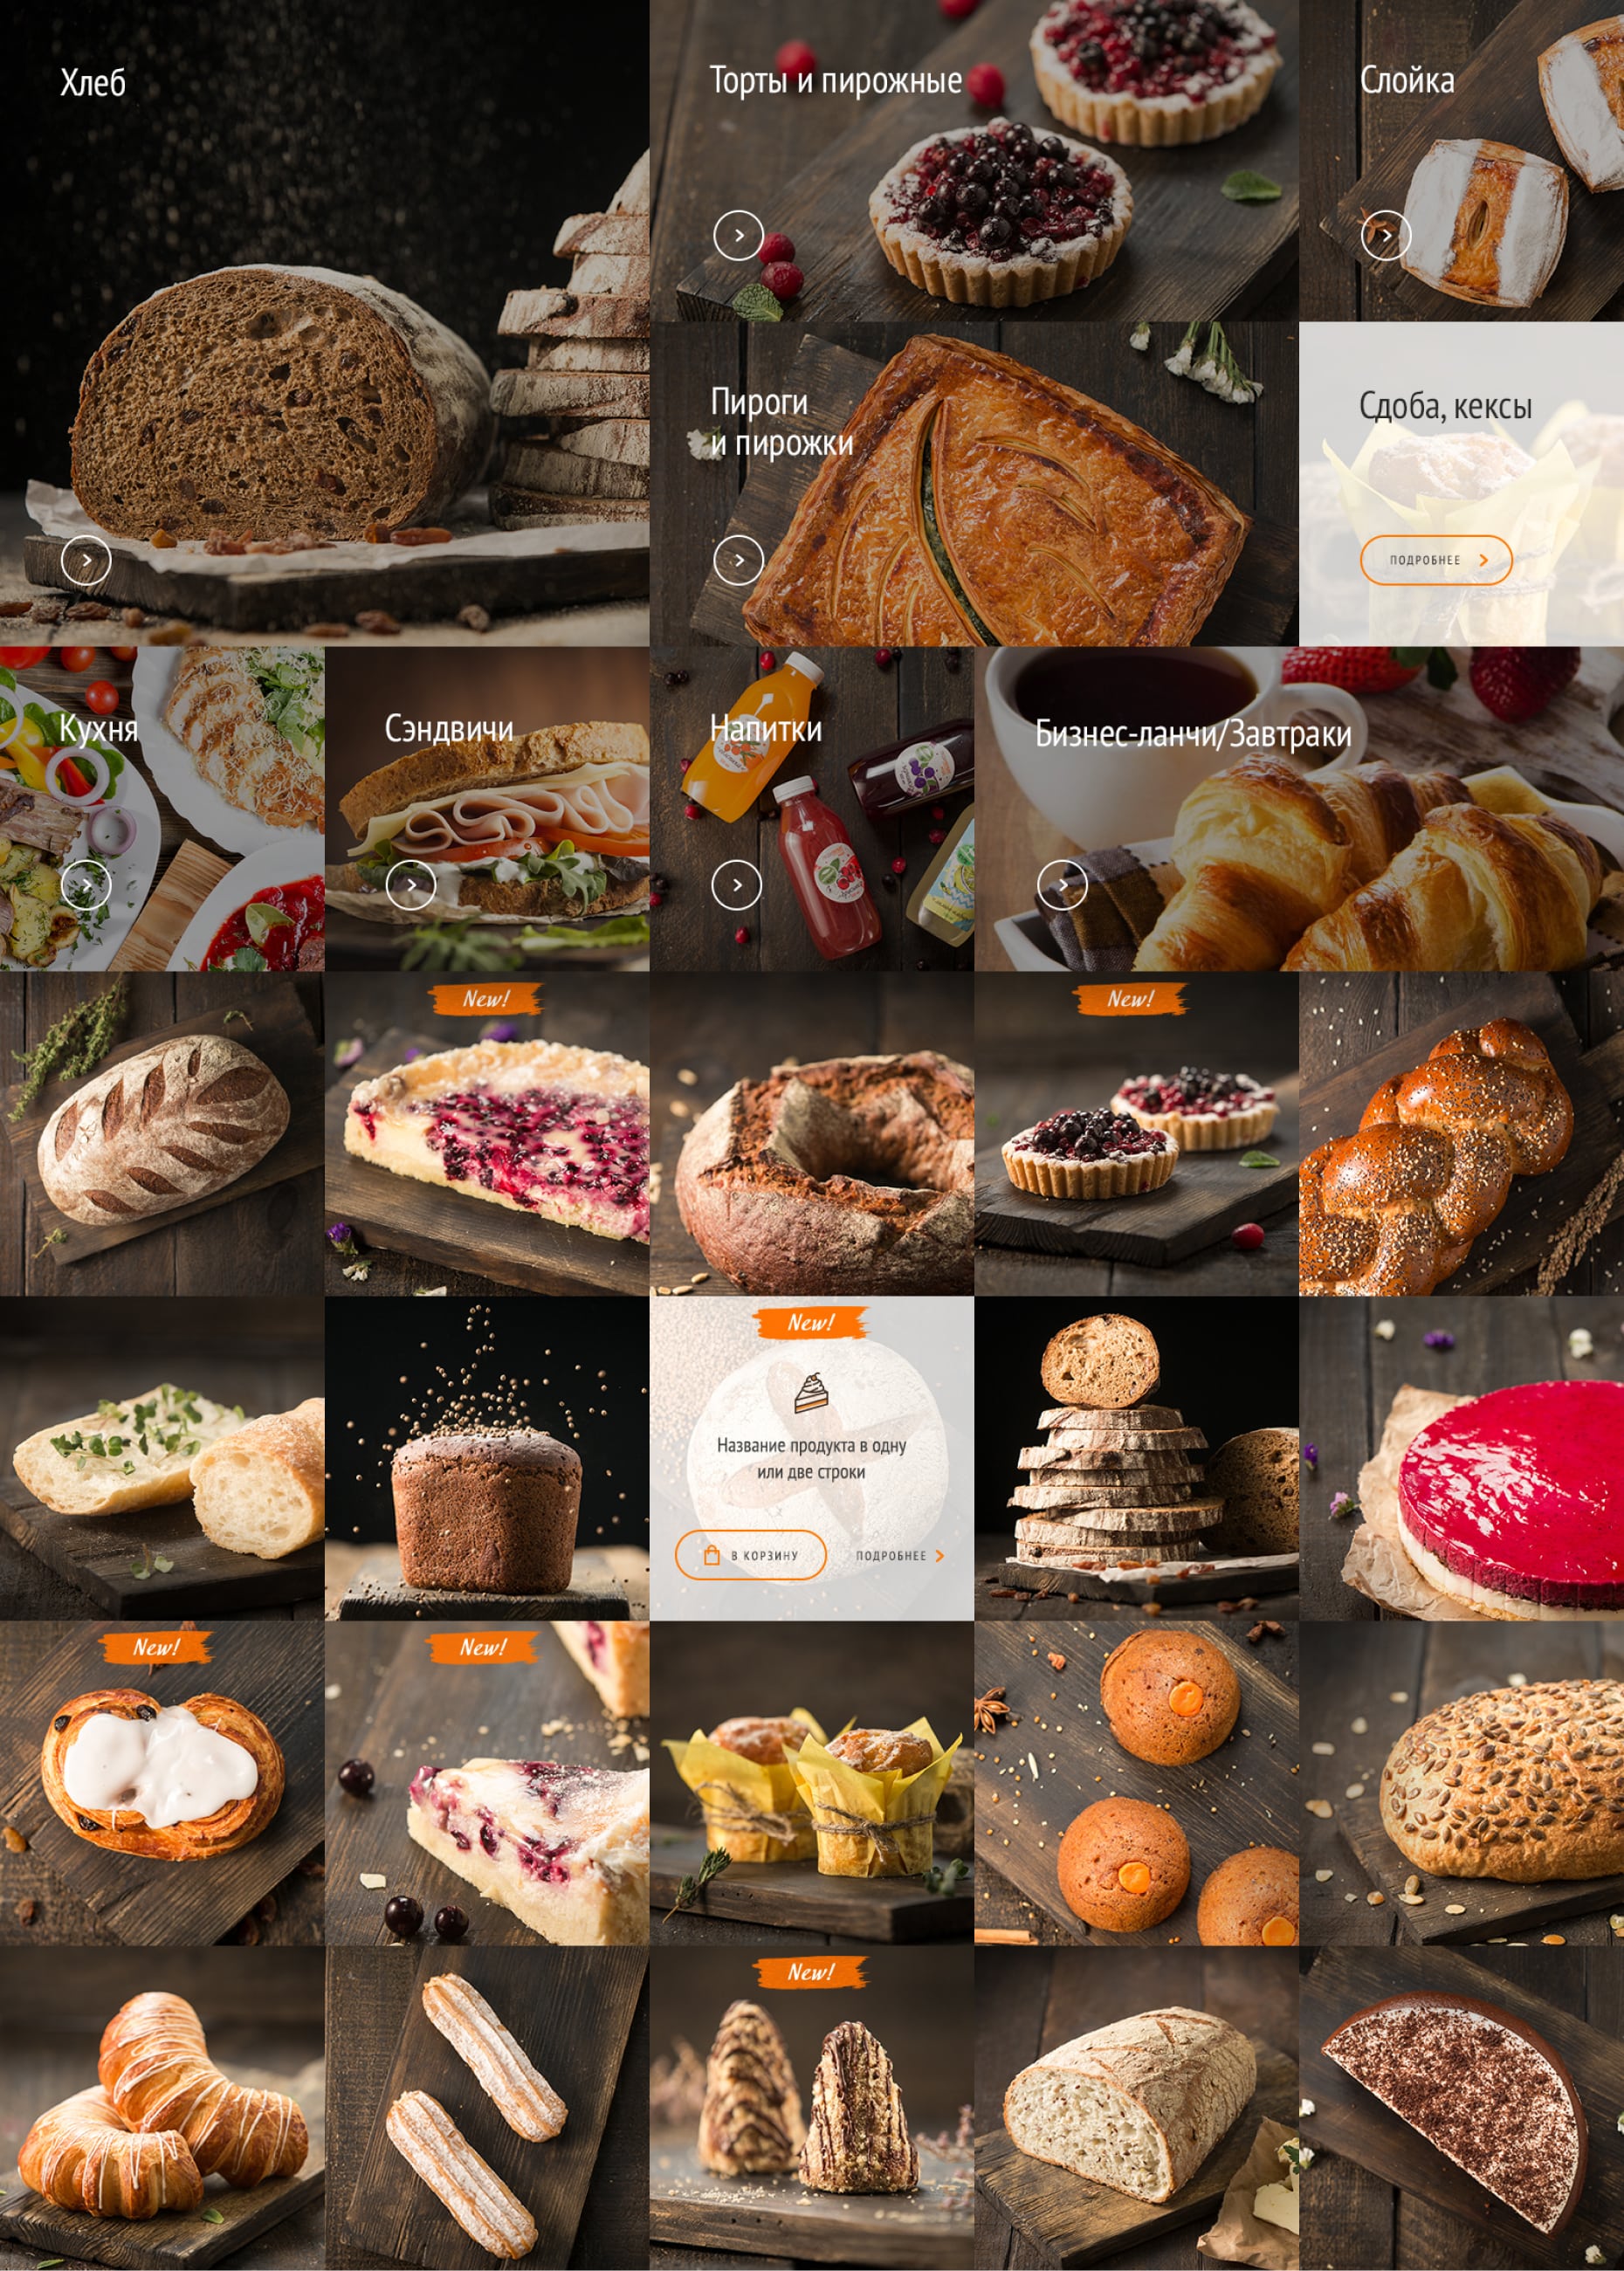 Хлеб
Торты и пирожные
Слойка
Пироги
и пирожки
Сдоба, кексы
ПОДРОБНЕЕ
Кухня
Сэндвичи
Напитки
Бизнес-ланчи/Завтраки
New!
New!
New!
Название продукта в одну
или две строки
В КОРЗИНУ
ПОДРОБНЕЕ
New!
New!
New!